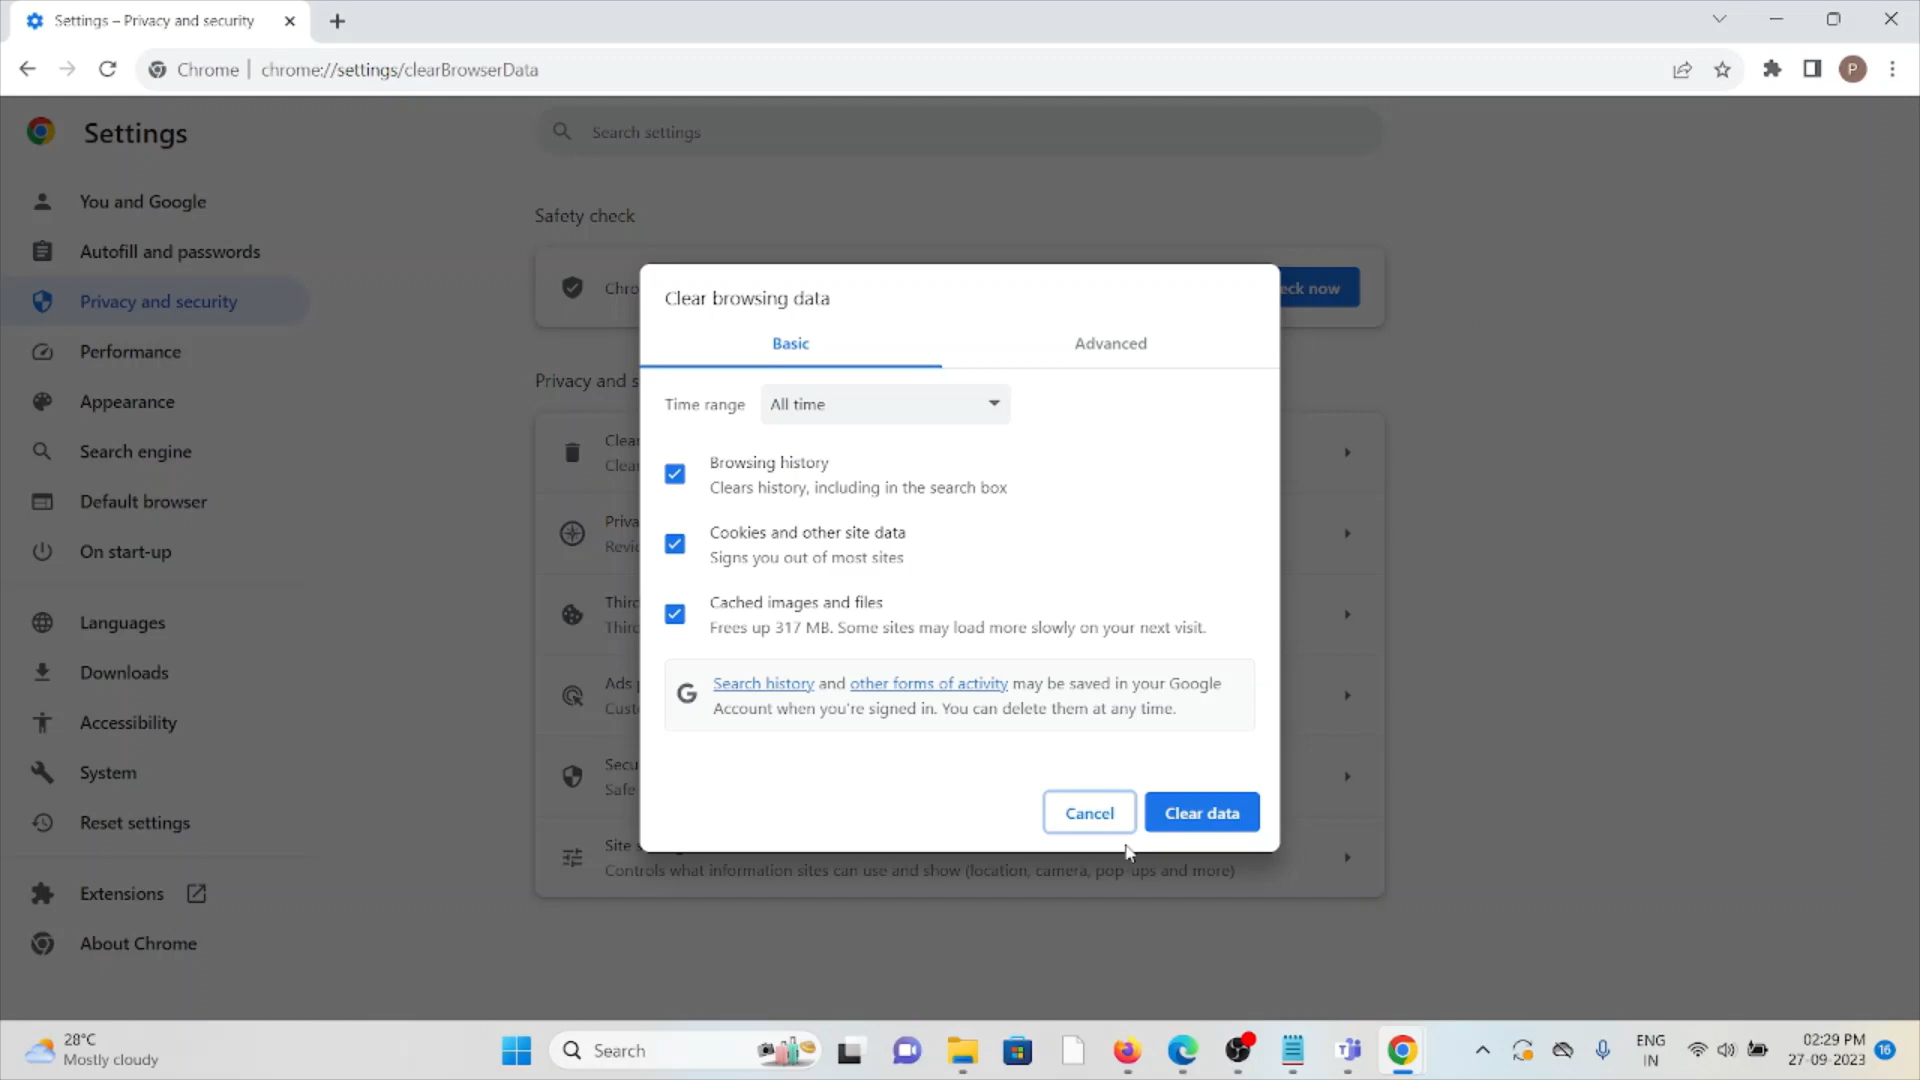 Settings – Privacy and security
Chrome
chrome://settings/clearBrowserData
P
Settings
Search settings
You and Google
Autofill and passwords
Privacy and security
Performance
Appearance
Search engine
Default browser
On start-up
Languages
Downloads
Accessibility
System
Reset settings
Extensions
About Chrome
Safety check
Chro
eck now
Privacy and s
Clear
Clear
Priva
Revie
Third
Third
Ads p
Custo
Secu
Safe
Site s
Controls what information sites can use and show (location, camera, pop-ups and more)
Clear browsing data
Basic
Advanced
Time range
All time
Browsing history
Clears history, including in the search box
Cookies and other site data
Signs you out of most sites
Cached images and files
Frees up 317 MB. Some sites may load more slowly on your next visit.
G
Search history and other forms of activity may be saved in your Google
Account when you're signed in. You can delete them at any time.
Cancel
Clear data
28°C
Mostly cloudy
Search
ENG
IN
02:29 PM
27-09-2023
16